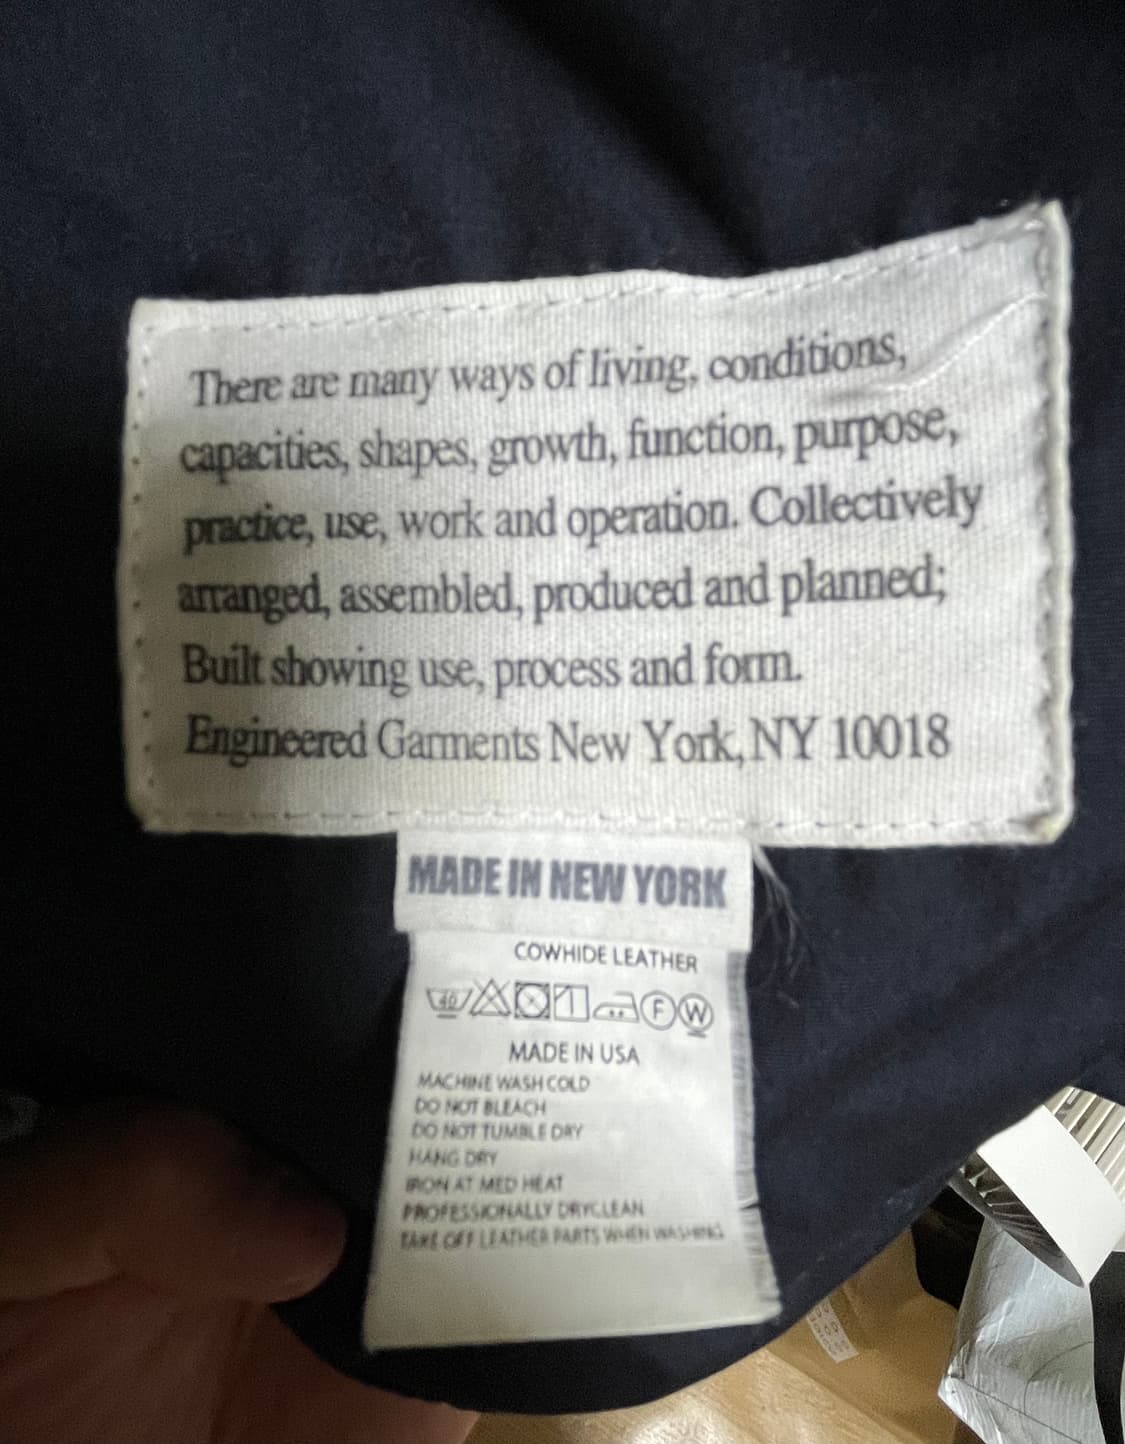 There are many ways of living, conditions,
capacities, shapes, growth, function, purpose,
practice, use, work and operation. Collectively
arranged, assembled, produced and planned;
Built showing use, process and form.
Engineered Garments New York, NY 10018
MADE IN NEW YORK
COWHIDE LEATHER
40 F W
MADE IN USA
MACHINE WASH COLD
DO NOT BLEACH
DO NOT TUMBLE DRY
HANG DRY
IRON AT MED HEAT
PROFESSIONALLY DRYCLEAN
TAKE OFF LEATHER PARTS WHEN WASHING